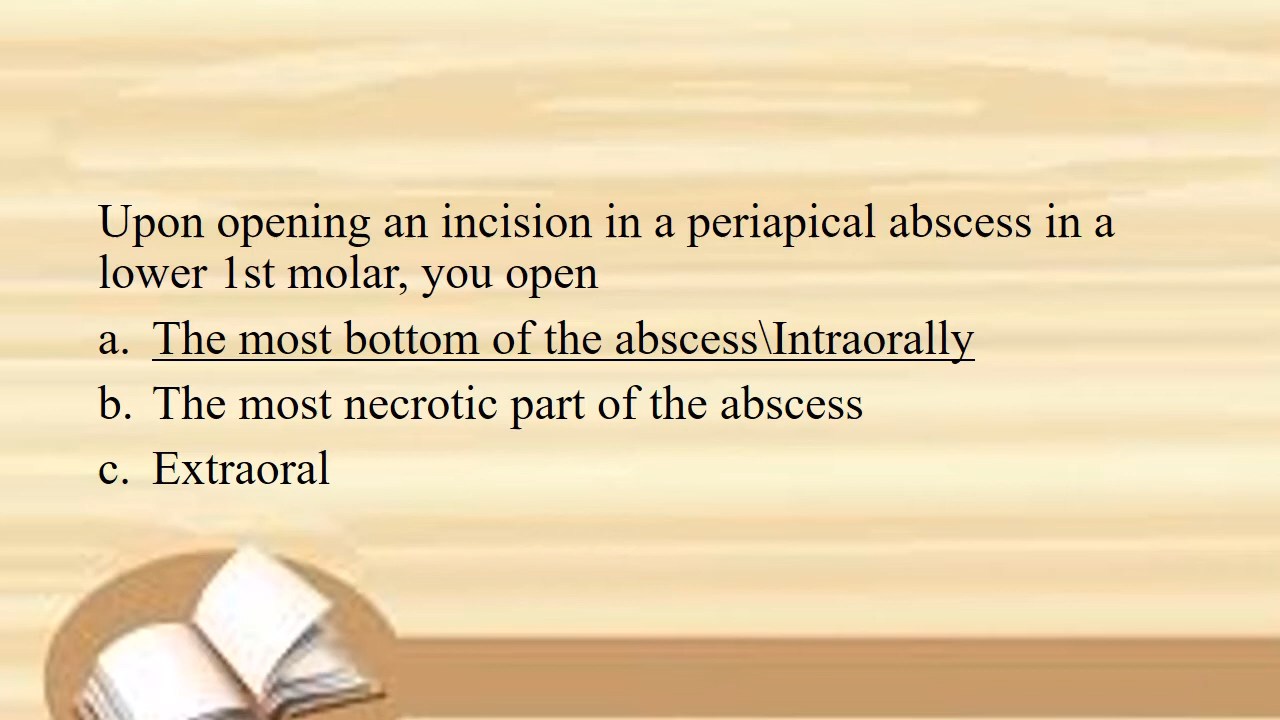 Upon opening an incision in a periapical abscess in a
lower 1st molar, you open
a. The most bottom of the abscess\Intraorally
b. The most necrotic part of the abscess
c. Extraoral